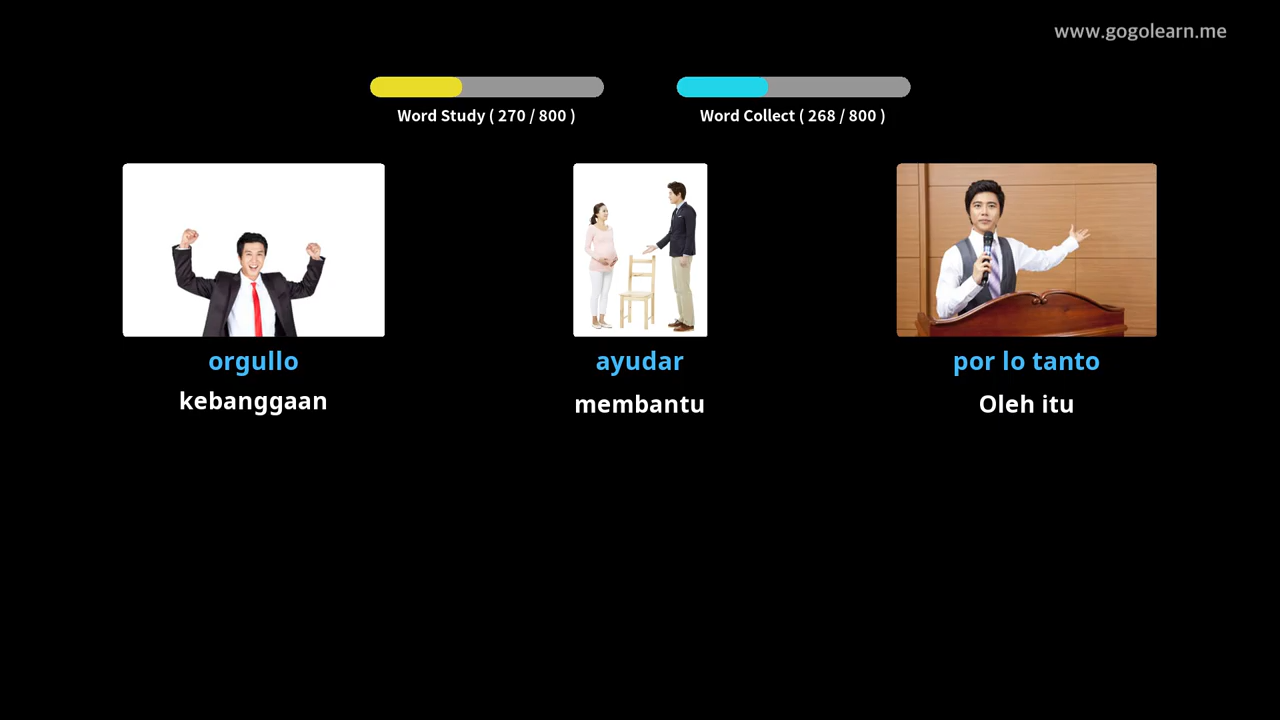 www.gogolearn.me
Word Study ( 270 / 800 )
Word Collect ( 268 / 800 )
orgullo
kebanggaan
ayudar
membantu
por lo tanto
Oleh itu